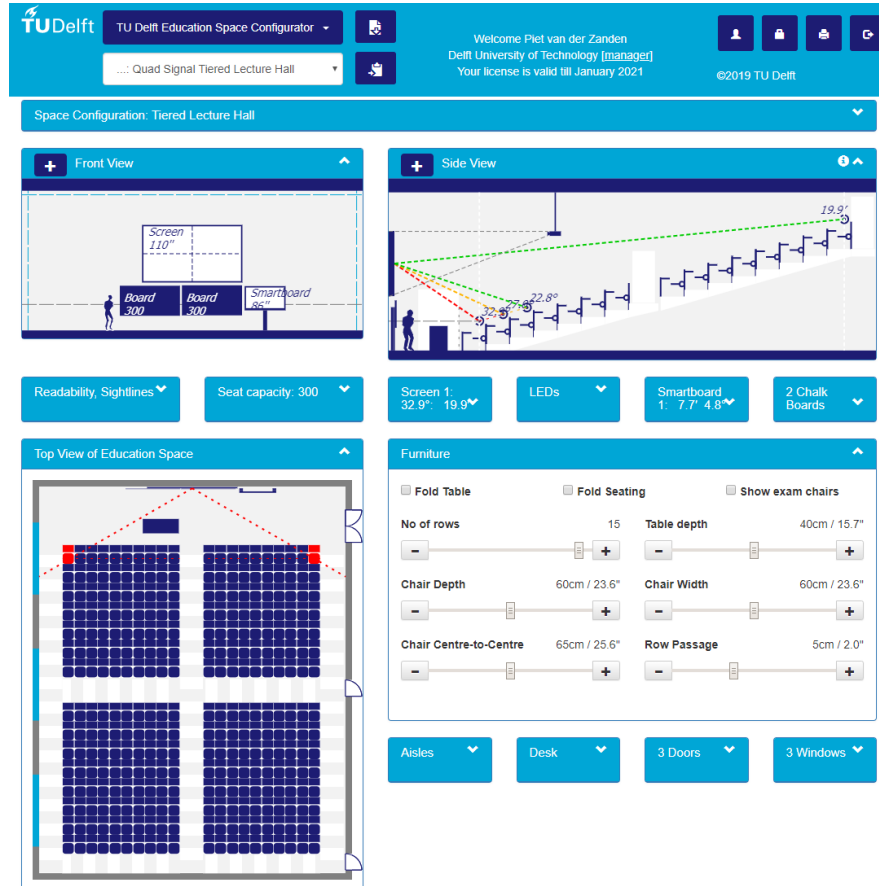 TUDelft
TU Delft Education Space Configurator
...: Quad Signal Tiered Lecture Hall
Welcome Piet van der Zanden
Delft University of Technology [manager]
Your license is valid till January 2021
©2019 TU Delft
Space Configuration: Tiered Lecture Hall
+ Front View
Screen
110"
Board
300
Board
300
Smartboard
86"
+ Side View
19.9°
32.9°
27.8°
22.8°
Readability, Sightlines
Seat capacity: 300
Screen 1:
32.9°: 19.9°
LEDs
Smartboard
1: 7.7' 4.8°
2 Chalk
Boards
Top View of Education Space
Furniture
Fold Table
Fold Seating
Show exam chairs
No of rows 15
Table depth 40cm / 15.7"
- +
- +
Chair Depth 60cm / 23.6"
Chair Width 60cm / 23.6"
- +
- +
Chair Centre-to-Centre 65cm / 25.6"
Row Passage 5cm / 2.0"
- +
- +
Aisles
Desk
3 Doors
3 Windows